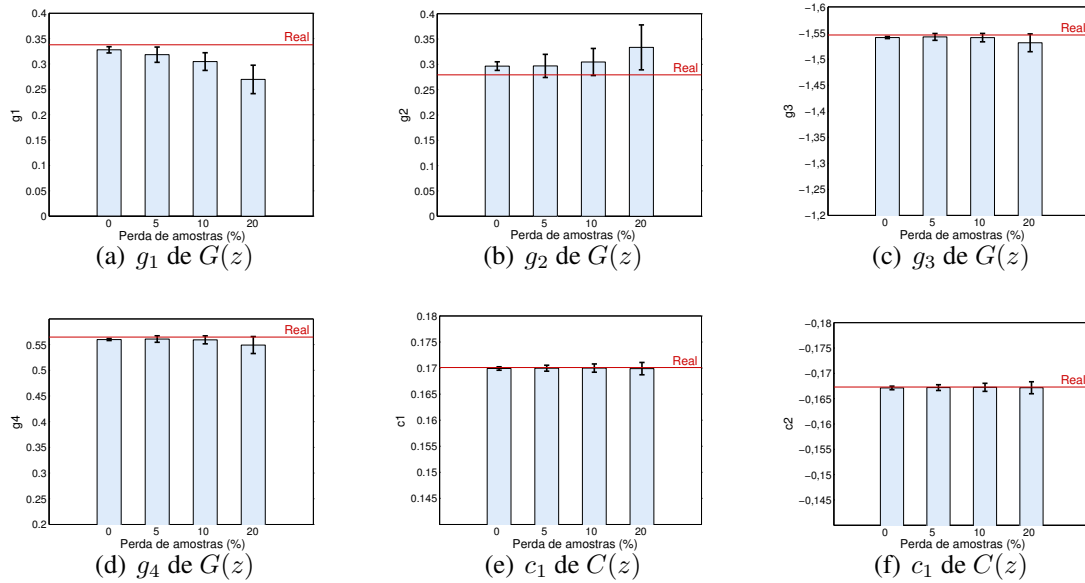 0.4
0.35
0.3
0.25
0.2
0.15
0.1
0.05
0
g1
Real
0 5 10 20
Perda de amostras (%)
(a) g₁ de G(z)
0.4
0.35
0.3
0.25
0.2
0.15
0.1
0.05
0
g2
Real
0 5 10 20
Perda de amostras (%)
(b) g₂ de G(z)
−1,6
−1,55
−1,5
−1,45
−1,4
−1,35
−1,3
−1,25
−1,2
g3
Real
0 5 10 20
Perda de amostras (%)
(c) g₃ de G(z)
0.55
0.5
0.45
0.4
0.35
0.3
0.25
0.2
g4
Real
0 5 10 20
Perda de amostras (%)
(d) g₄ de G(z)
0.18
0.175
0.17
0.165
0.16
0.155
0.15
0.145
c1
Real
0 5 10 20
Perda de amostras (%)
(e) c₁ de C(z)
−0,18
−0,175
−0,17
−0,165
−0,16
−0,155
−0,15
−0,145
c2
Real
0 5 10 20
Perda de amostras (%)
(f) c₁ de C(z)